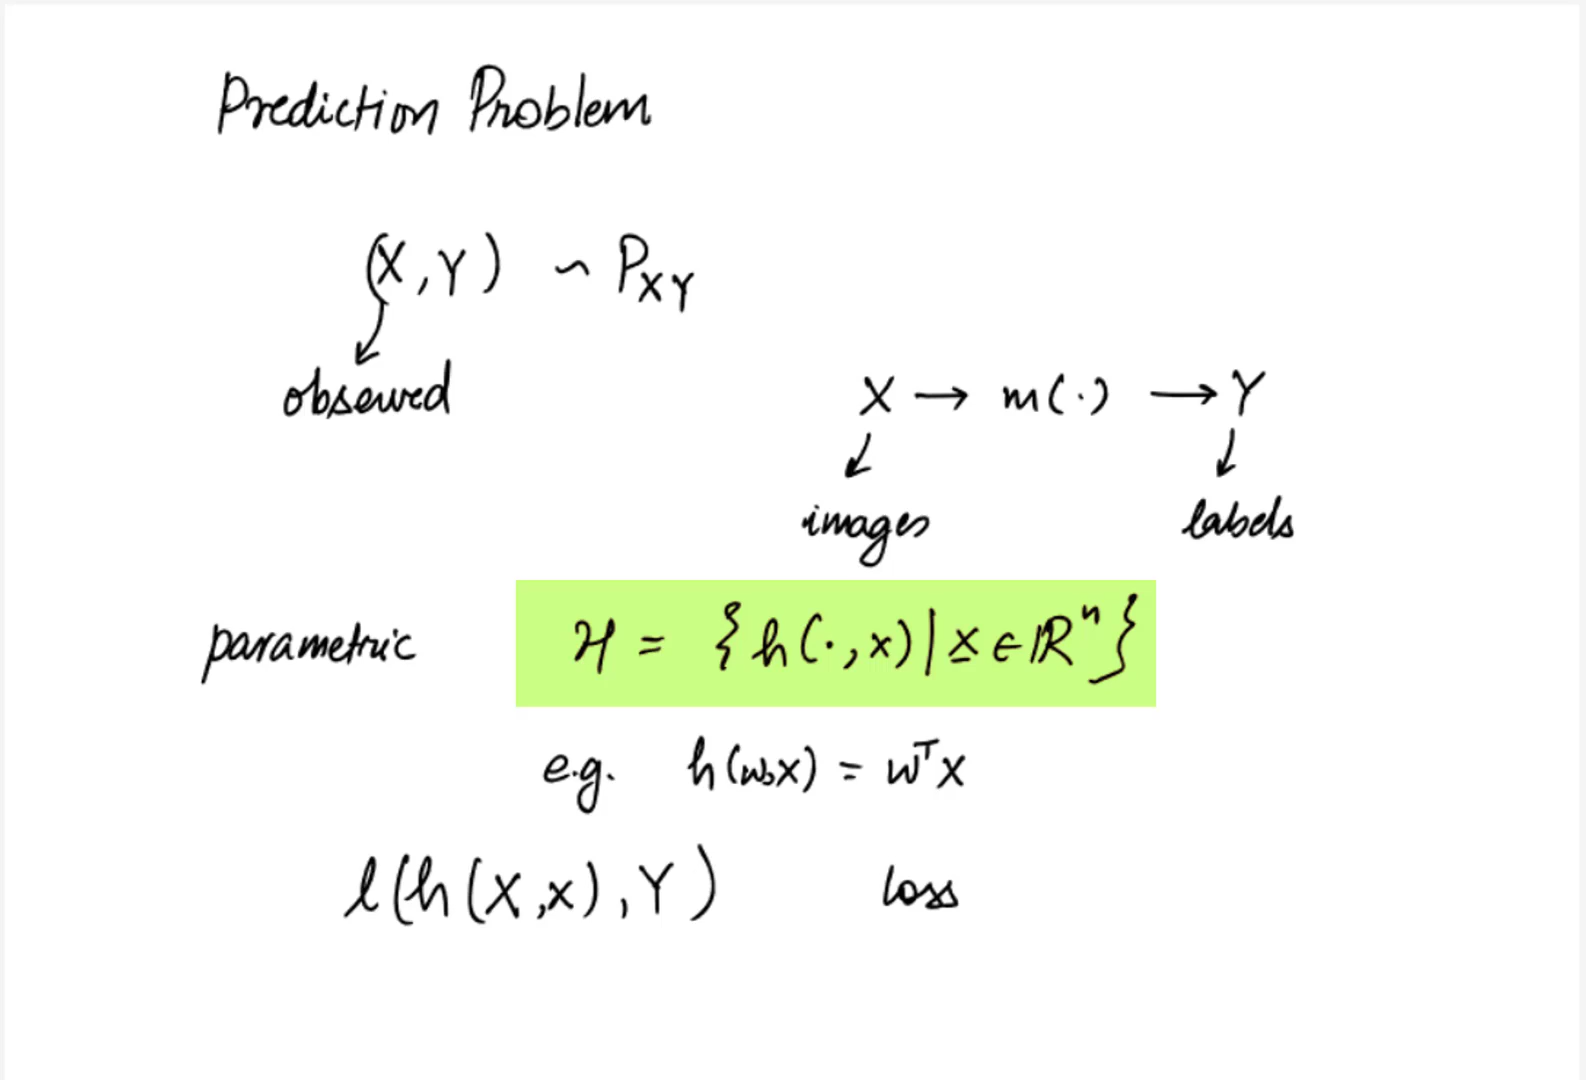 Prediction Problem
(X, Y) ~ P_XY
observed
X → m(·) → Y
images labels
parametric ℋ = {h(·, x) | x ∈ ℝⁿ}
e.g. h(w, x) = wᵀx
l(h(X, x), Y) loss